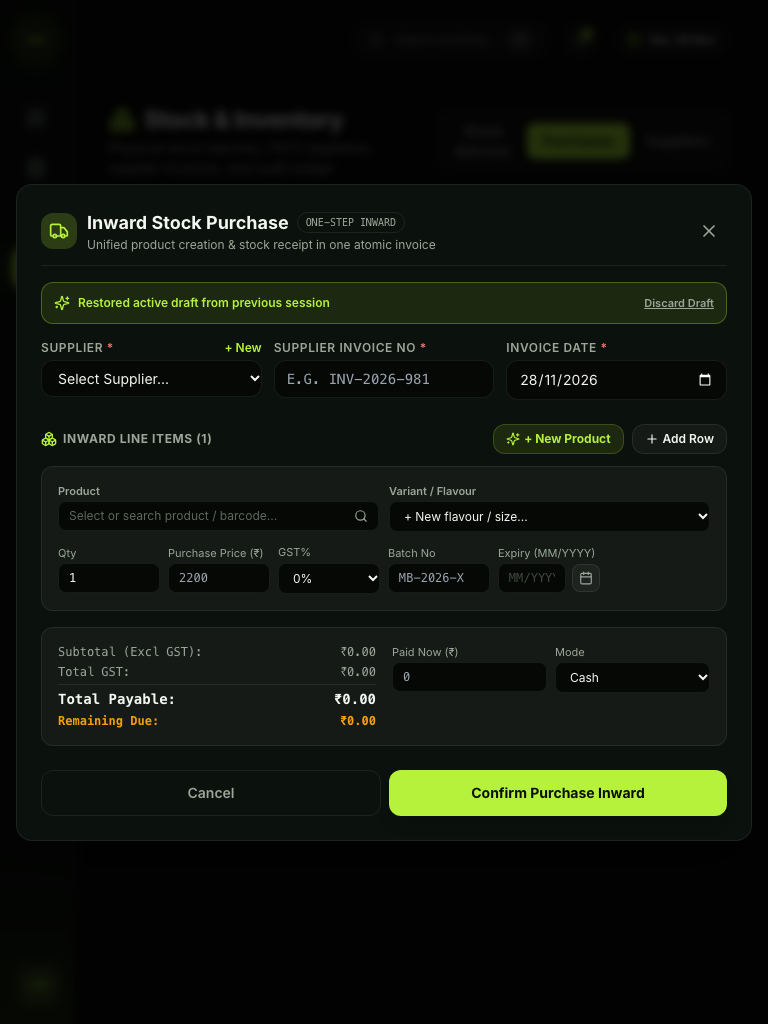 Stock & Inventory
Inward Stock Purchase ONE-STEP INWARD
Unified product creation & stock receipt in one atomic invoice
Restored active draft from previous session Discard Draft
SUPPLIER * + New SUPPLIER INVOICE NO * INVOICE DATE *
Select Supplier... E.G. INV-2026-981 28/11/2026
INWARD LINE ITEMS (1) + New Product Add Row
Product Variant / Flavour
Select or search product / barcode... + New flavour / size...
Qty Purchase Price (₹) GST% Batch No Expiry (MM/YYYY)
1 2200 0% MB-2026-X MM/YYY
Subtotal (Excl GST): ₹0.00 Paid Now (₹) Mode
Total GST: ₹0.00 0 Cash
Total Payable: ₹0.00
Remaining Due: ₹0.00
Cancel Confirm Purchase Inward